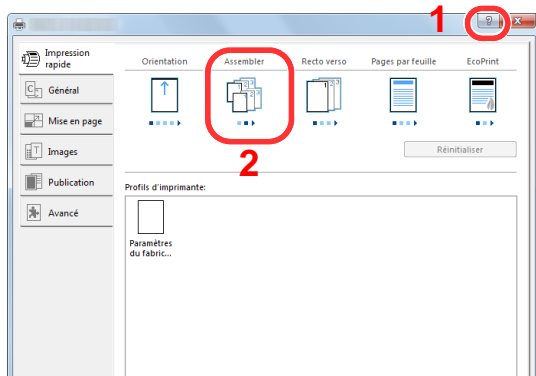 1
?
X
Impression
rapide
Général
Mise en page
Images
Publication
Avancé
Orientation
Assembler
Recto verso
Pages par feuille
EcoPrint
2
Réinitialiser
Profils d'imprimante:
Paramètres
du fabric...